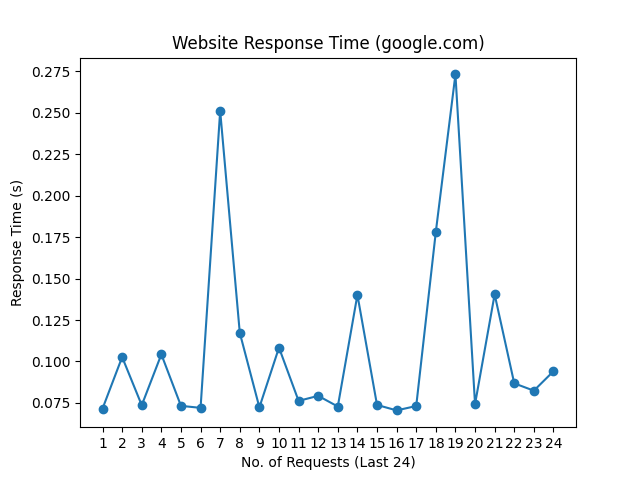 Website Response Time (google.com)
0.275
0.250
0.225
0.200
0.175
0.150
0.125
0.100
0.075
Response Time (s)
1 2 3 4 5 6 7 8 9 10 11 12 13 14 15 16 17 18 19 20 21 22 23 24
No. of Requests (Last 24)